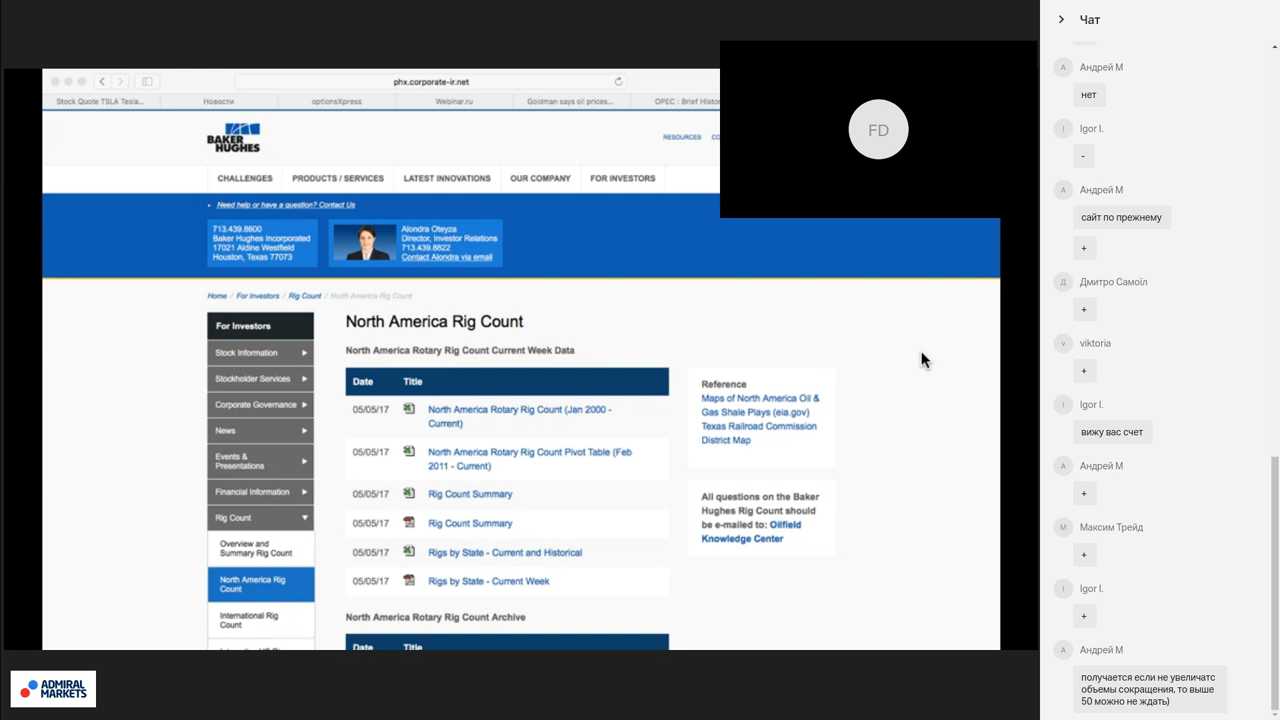 phx.corporate-ir.net
Stock Quote TSLA Tesla...
Новости
optionsXpress
Webinar.ru
Goldman says oil prices...
OPEC : Brief Histor
BAKER
HUGHES
RESOURCES
CO
CHALLENGES
PRODUCTS / SERVICES
LATEST INNOVATIONS
OUR COMPANY
FOR INVESTORS
Need help or have a question? Contact Us
713.439.8600
Baker Hughes Incorporated
17021 Aldine Westfield
Houston, Texas 77073
Alondra Oteyza
Director, Investor Relations
713.439.8822
Contact Alondra via email
Home / For Investors / Rig Count / North America Rig Count
For Investors
Stock Information
Stockholder Services
Corporate Governance
News
Events &
Presentations
Financial Information
Rig Count
Overview and
Summary Rig Count
North America Rig
Count
International Rig
Count
North America Rig Count
North America Rotary Rig Count Current Week Data
Date Title
05/05/17 North America Rotary Rig Count (Jan 2000 -
Current)
05/05/17 North America Rotary Rig Count Pivot Table (Feb
2011 - Current)
05/05/17 Rig Count Summary
05/05/17 Rig Count Summary
05/05/17 Rigs by State - Current and Historical
05/05/17 Rigs by State - Current Week
North America Rotary Rig Count Archive
Date Title
Reference
Maps of North America Oil &
Gas Shale Plays (eia.gov)
Texas Railroad Commission
District Map
All questions on the Baker
Hughes Rig Count should
be e-mailed to: Oilfield
Knowledge Center
FD
ADMIRAL
MARKETS
Чат
А Андрей М
нет
I Igor I.
-
А Андрей М
сайт по прежнему
+
Д Дмитро Самоїл
+
v viktoria
+
I Igor I.
вижу вас счет
А Андрей М
+
М Максим Трейд
+
I Igor I.
+
А Андрей М
получается если не увеличатс
объемы сокращения, то выше
50 можно не ждать)